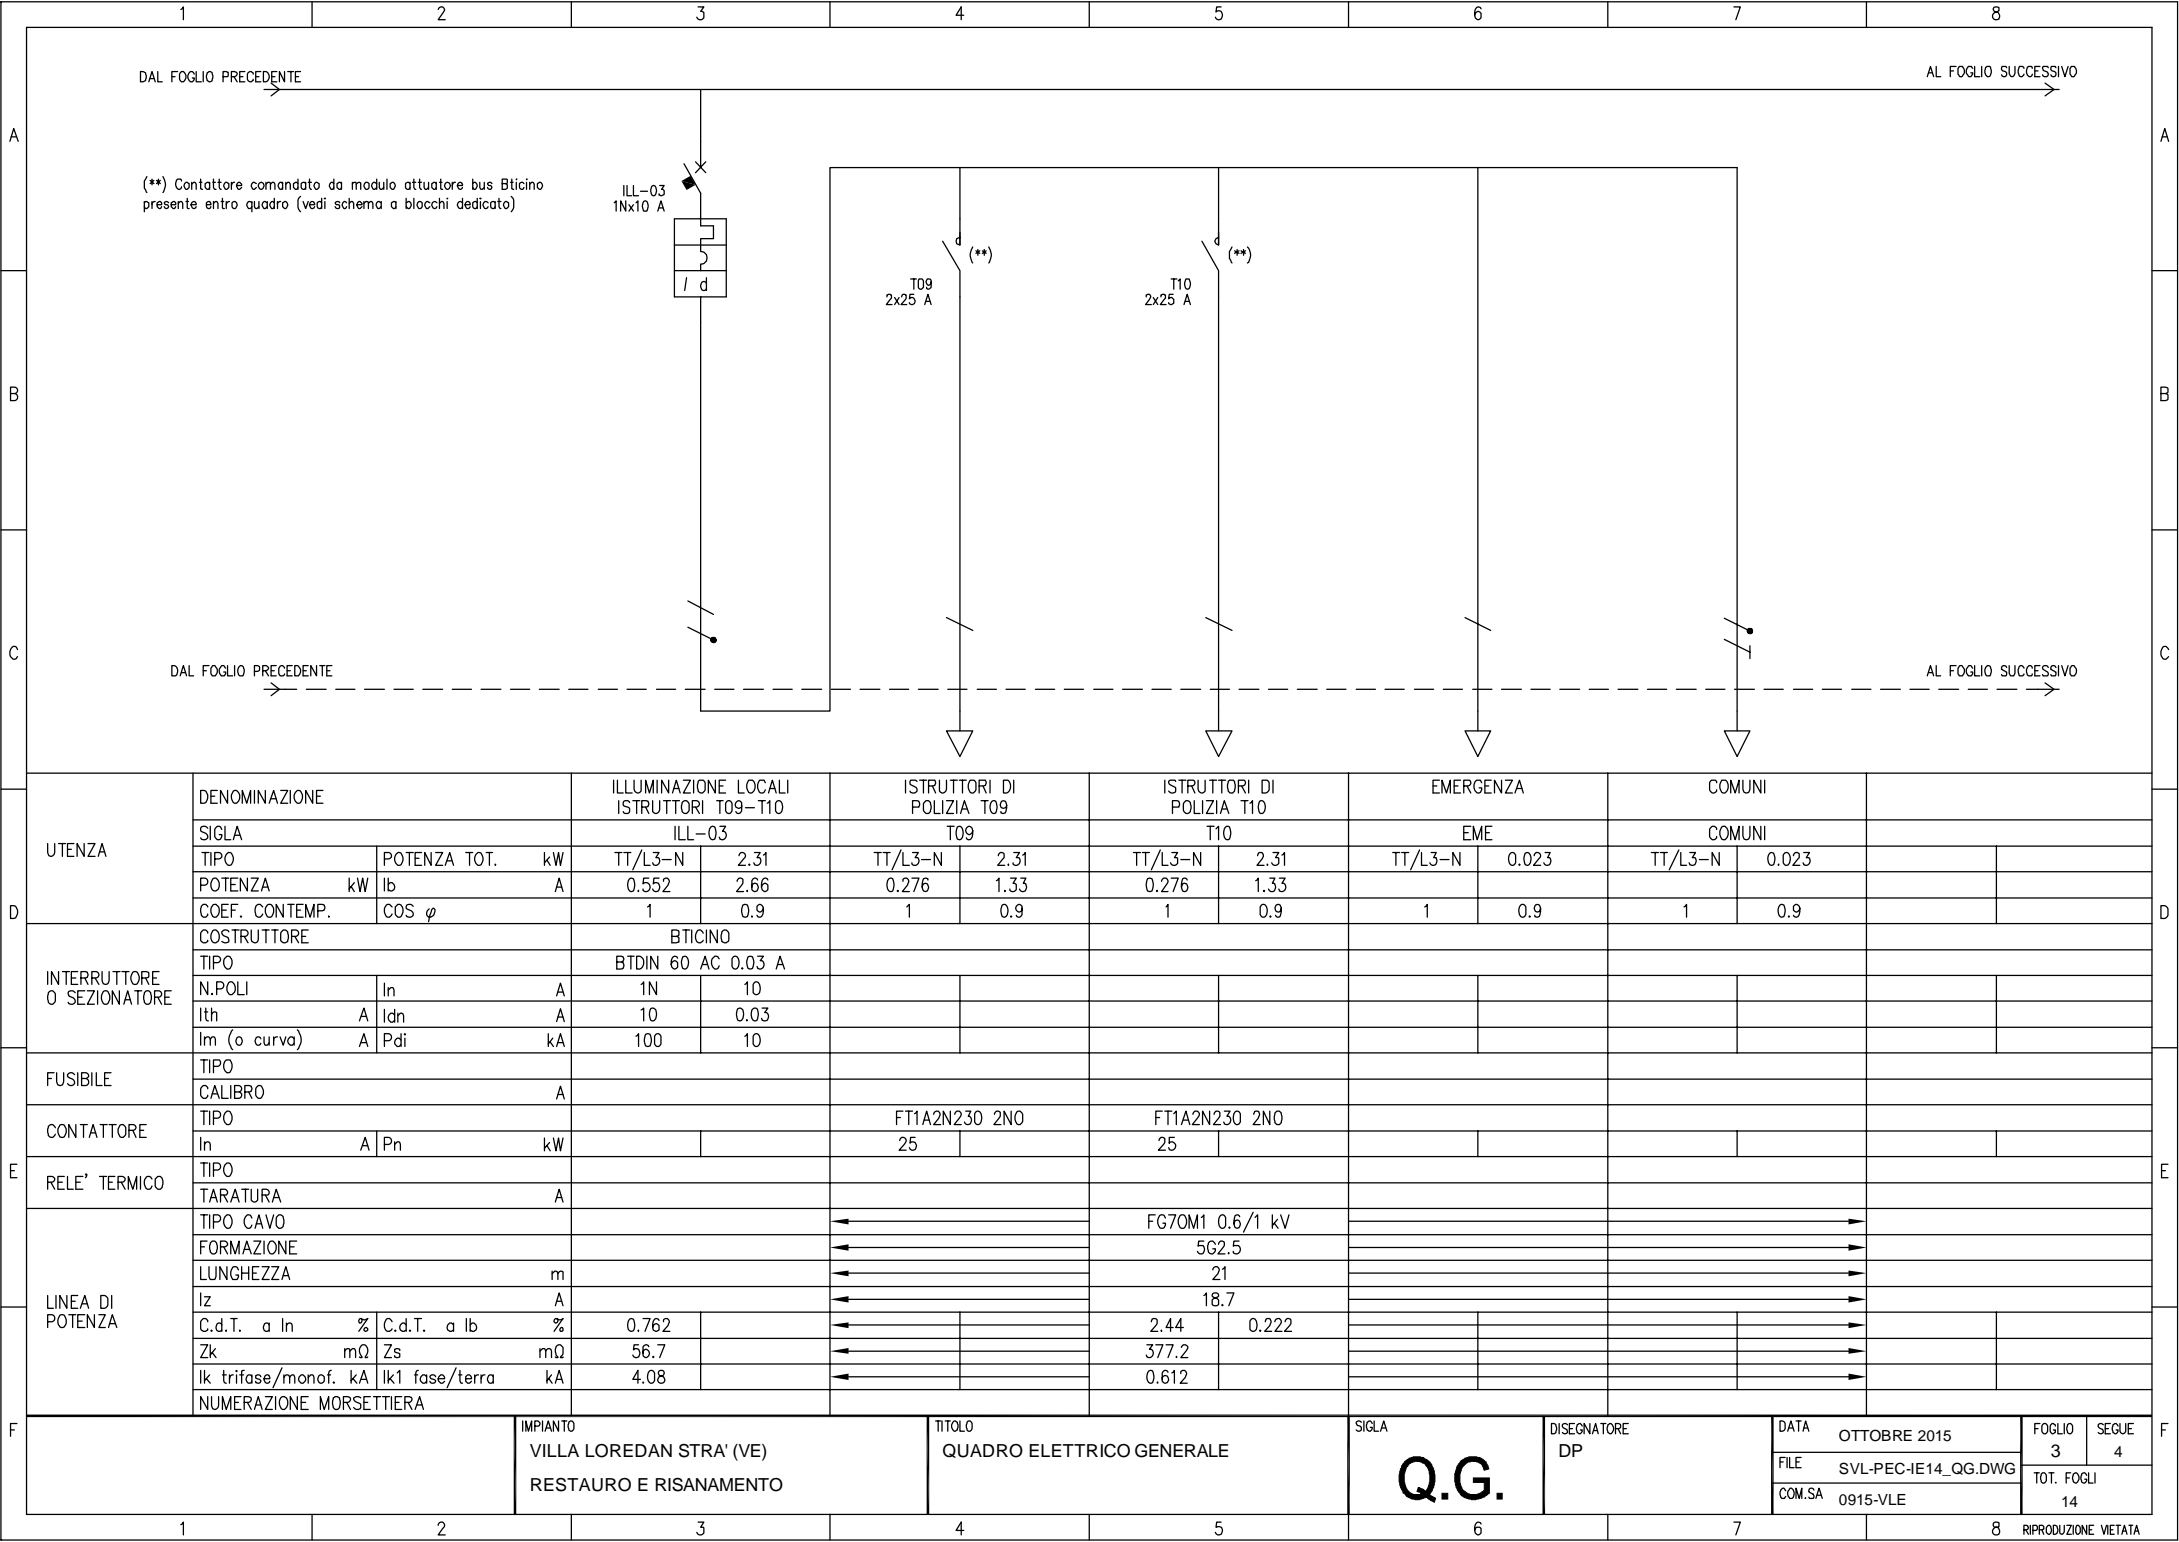 1 2 3 4 5 6 7 8
DAL FOGLIO PRECEDENTE
AL FOGLIO SUCCESSIVO
A A
(**) Contattore comandato da modulo attuatore bus Bticino
presente entro quadro (vedi schema a blocchi dedicato)
ILL-03
1Nx10 A
I d
(**)
T09
2x25 A
(**)
T10
2x25 A
B B
C C
DAL FOGLIO PRECEDENTE
AL FOGLIO SUCCESSIVO
UTENZA
DENOMINAZIONE
ILLUMINAZIONE LOCALI
ISTRUTTORI T09-T10
ISTRUTTORI DI
POLIZIA T09
ISTRUTTORI DI
POLIZIA T10
EMERGENZA
COMUNI
SIGLA ILL-03 T09 T10 EME COMUNI
TIPO POTENZA TOT. kW TT/L3-N 2.31 TT/L3-N 2.31 TT/L3-N 2.31 TT/L3-N 0.023 TT/L3-N 0.023
POTENZA kW Ib A 0.552 2.66 0.276 1.33 0.276 1.33
COEF. CONTEMP. COS φ 1 0.9 1 0.9 1 0.9 1 0.9 1 0.9
D D
INTERRUTTORE
O SEZIONATORE
COSTRUTTORE BTICINO
TIPO BTDIN 60 AC 0.03 A
N.POLI In A 1N 10
Ith A Idn A 10 0.03
Im (o curva) A Pdi kA 100 10
FUSIBILE
TIPO
CALIBRO A
CONTATTORE
TIPO FT1A2N230 2NO FT1A2N230 2NO
In A Pn kW 25 25
E E
RELE' TERMICO
TIPO
TARATURA A
LINEA DI
POTENZA
TIPO CAVO FG7OM1 0.6/1 kV
FORMAZIONE 5G2.5
LUNGHEZZA m 21
Iz A 18.7
C.d.T. a In % C.d.T. a Ib % 0.762 2.44 0.222
Zk mΩ Zs mΩ 56.7 377.2
Ik trifase/monof. kA Ik1 fase/terra kA 4.08 0.612
NUMERAZIONE MORSETTIERA
F F
IMPIANTO
VILLA LOREDAN STRA' (VE)
RESTAURO E RISANAMENTO
TITOLO
QUADRO ELETTRICO GENERALE
SIGLA
Q.G.
DISEGNATORE
DP
DATA OTTOBRE 2015
FILE SVL-PEC-IE14_QG.DWG
COM.SA 0915-VLE
FOGLIO SEGUE
3 4
TOT. FOGLI
14
1 2 3 4 5 6 7 8
RIPRODUZIONE VIETATA